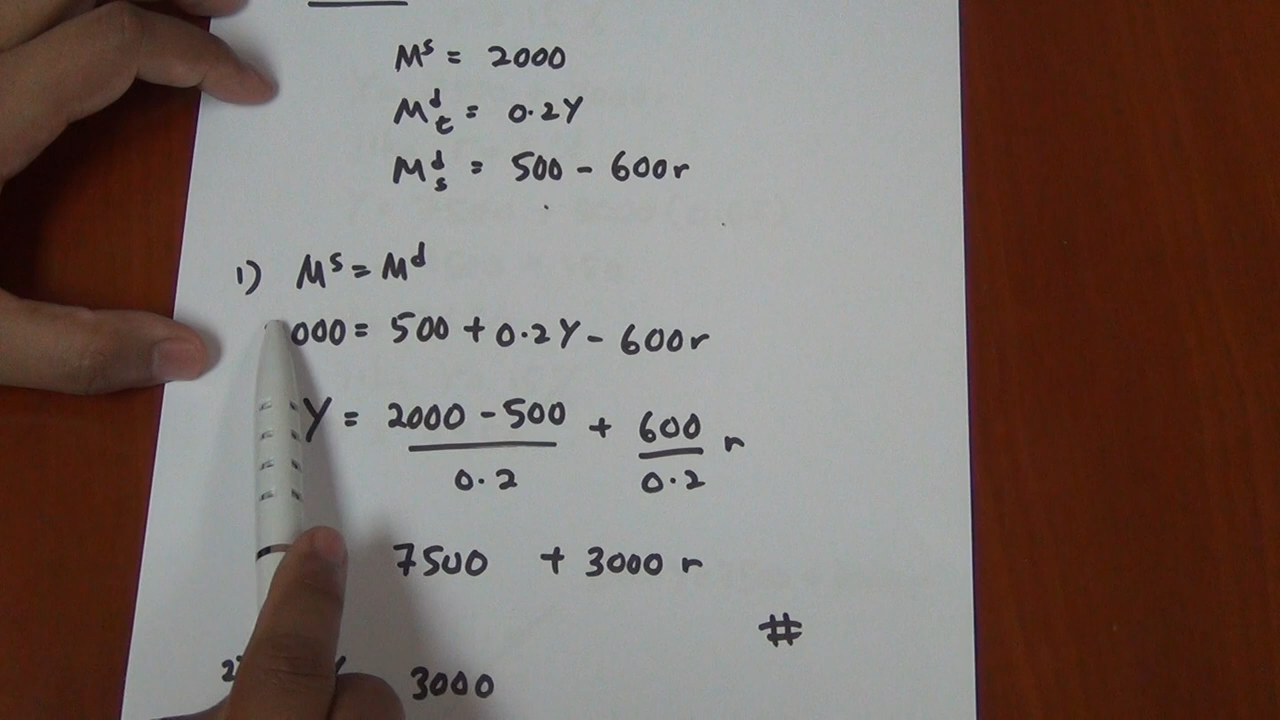 Mˢ = 2000
Mᵈₜ = 0.2Y
Mᵈₛ = 500 - 600r
1) Mˢ = Mᵈ
000 = 500 + 0.2Y - 600r
Y = 2000 - 500 / 0.2 + 600 / 0.2 r
7500 + 3000 r
#
2 3000